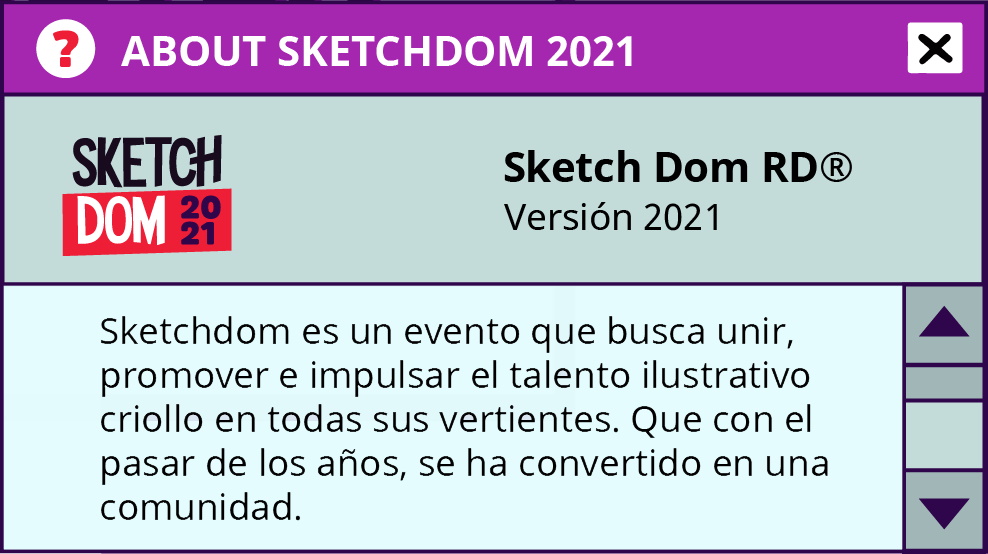 ? ABOUT SKETCHDOM 2021
SKETCH
DOM 20
21
Sketch Dom RD®
Versión 2021
Sketchdom es un evento que busca unir,
promover e impulsar el talento ilustrativo
criollo en todas sus vertientes. Que con el
pasar de los años, se ha convertido en una
comunidad.